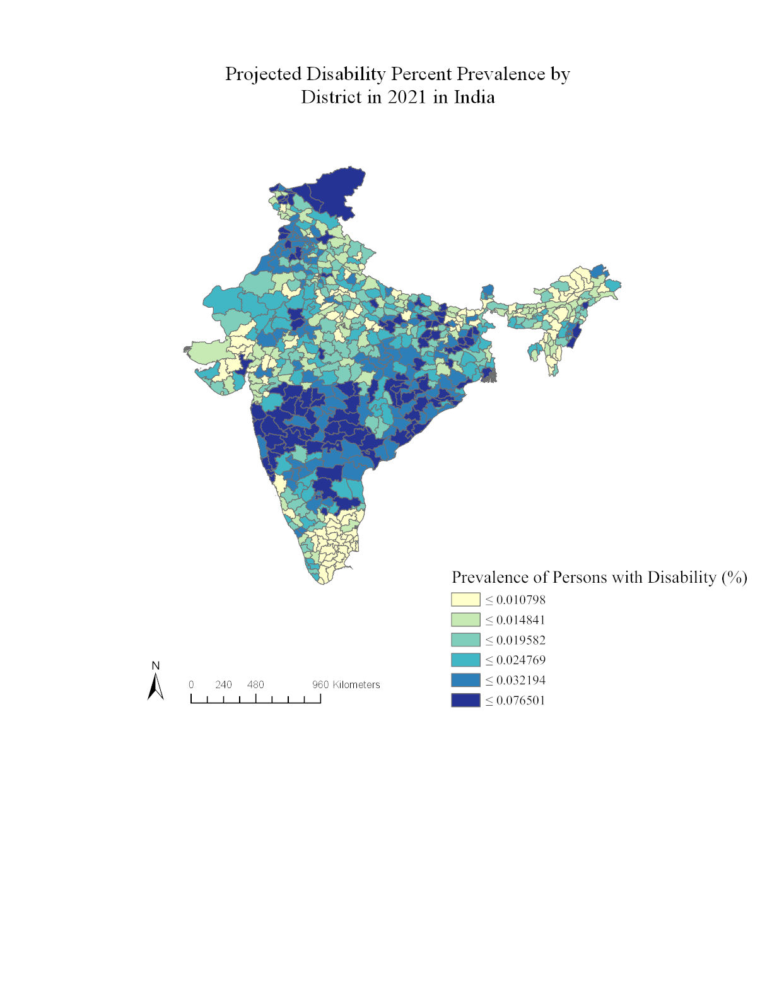 Projected Disability Percent Prevalence by
District in 2021 in India
Prevalence of Persons with Disability (%)
≤ 0.010798
≤ 0.014841
≤ 0.019582
≤ 0.024769
≤ 0.032194
≤ 0.076501
N
0 240 480 960 Kilometers